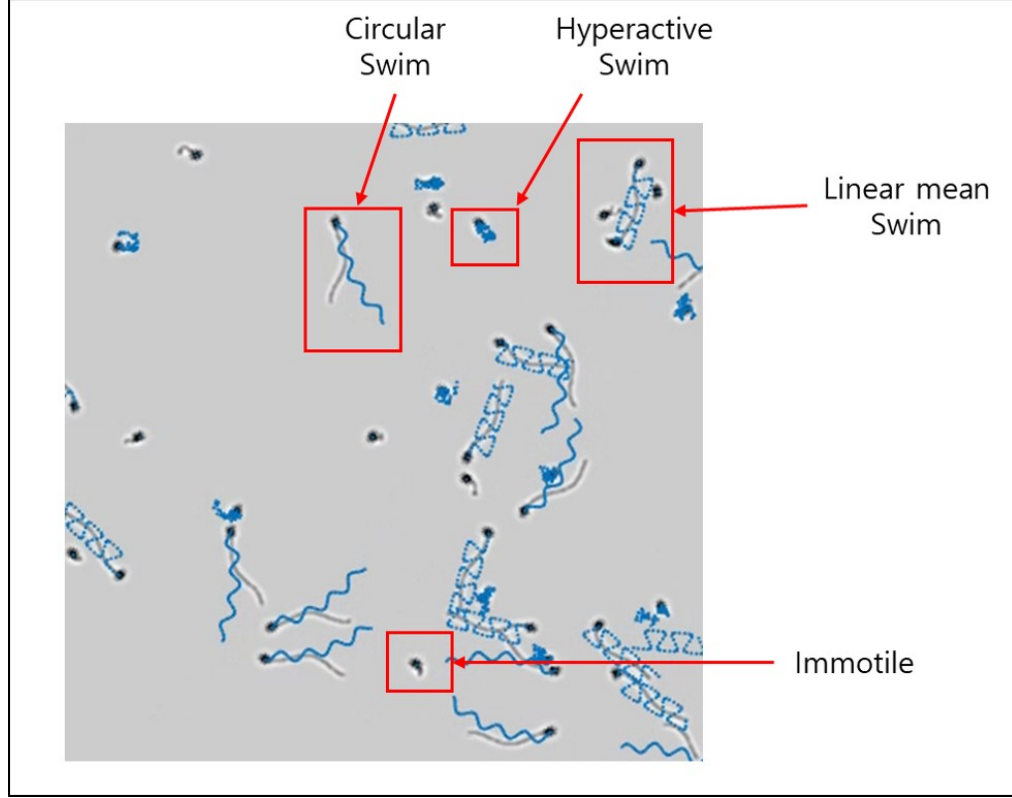 Circular
Swim
Hyperactive
Swim
Linear mean
Swim
Immotile